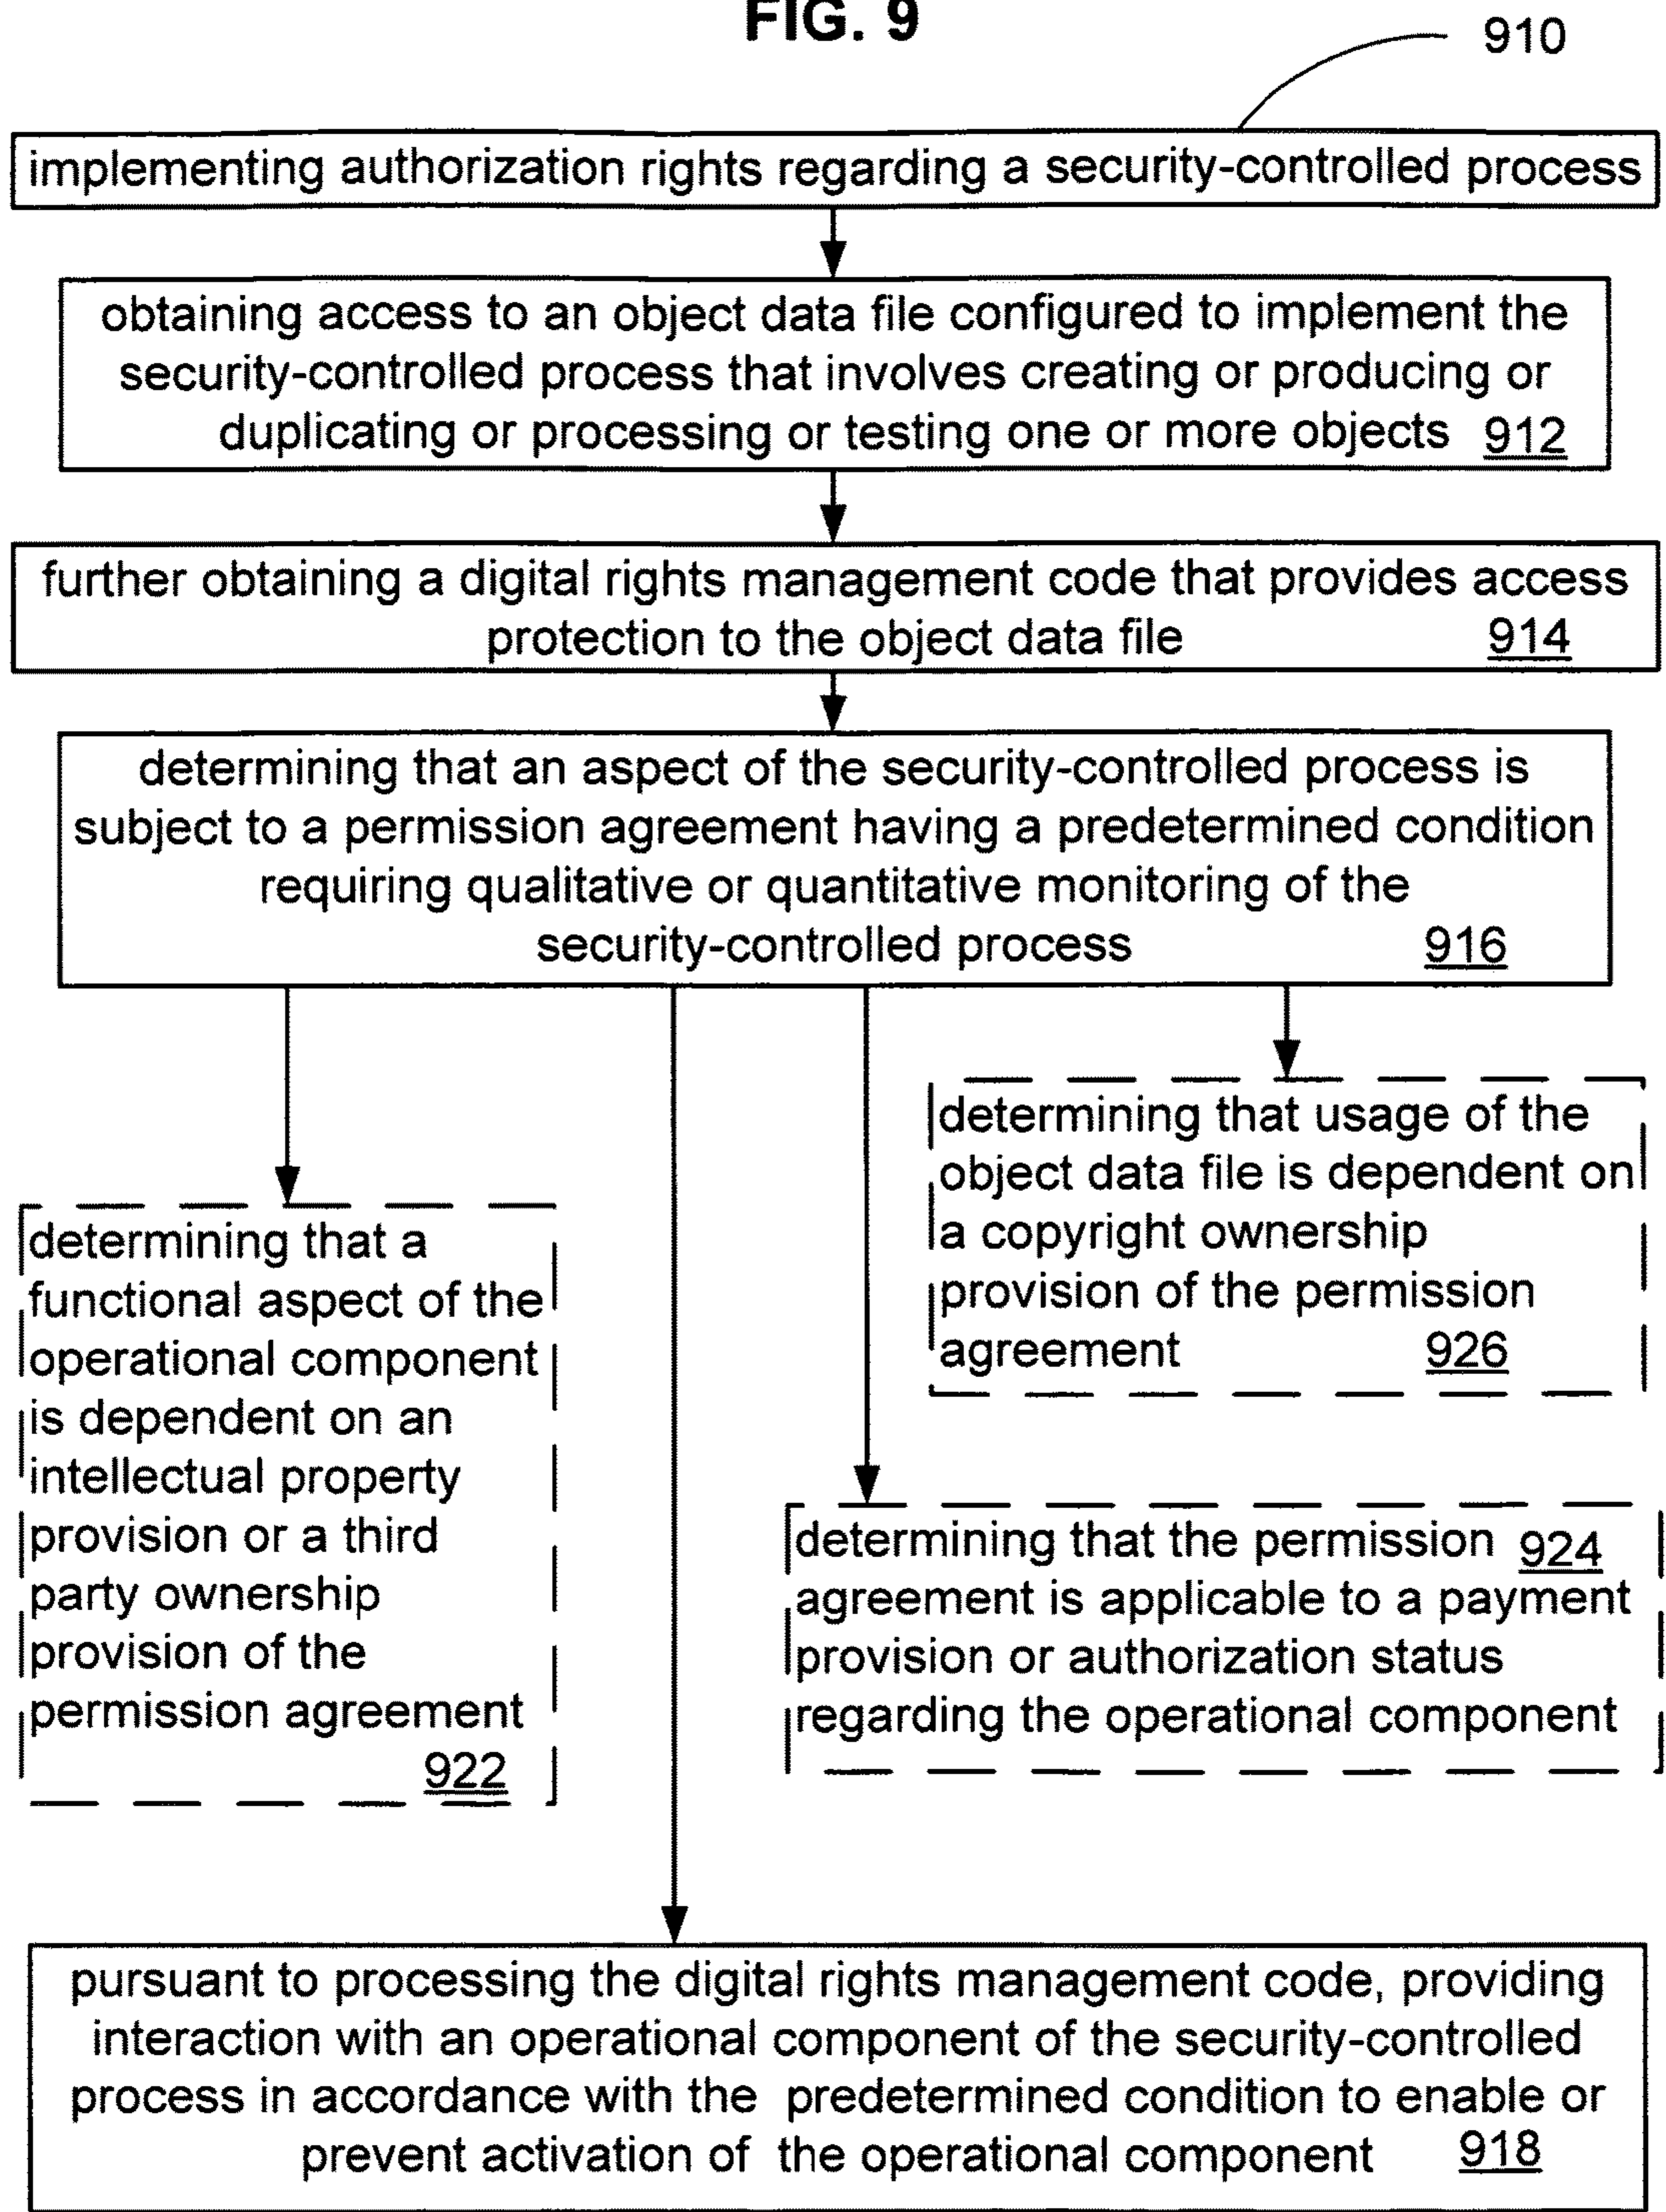 FIG. 9
910
implementing authorization rights regarding a security-controlled process
obtaining access to an object data file configured to implement the
security-controlled process that involves creating or producing or
duplicating or processing or testing one or more objects 912
further obtaining a digital rights management code that provides access
protection to the object data file 914
determining that an aspect of the security-controlled process is
subject to a permission agreement having a predetermined condition
requiring qualitative or quantitative monitoring of the
security-controlled process 916
determining that usage of the
object data file is dependent on
a copyright ownership
provision of the permission
agreement 926
determining that a
functional aspect of the
operational component
is dependent on an
intellectual property
provision or a third
party ownership
provision of the
permission agreement
922
determining that the permission 924
agreement is applicable to a payment
provision or authorization status
regarding the operational component
pursuant to processing the digital rights management code, providing
interaction with an operational component of the security-controlled
process in accordance with the predetermined condition to enable or
prevent activation of the operational component 918